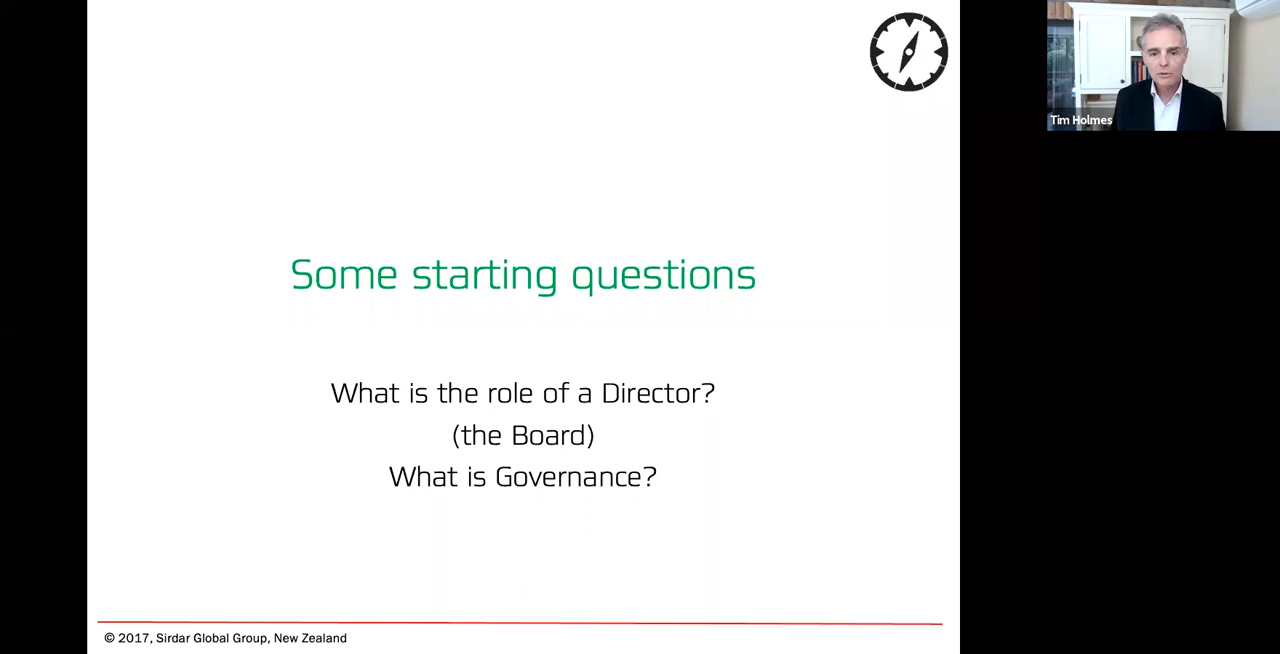 Some starting questions
What is the role of a Director?
(the Board)
What is Governance?
© 2017, Sirdar Global Group, New Zealand
Tim Holmes